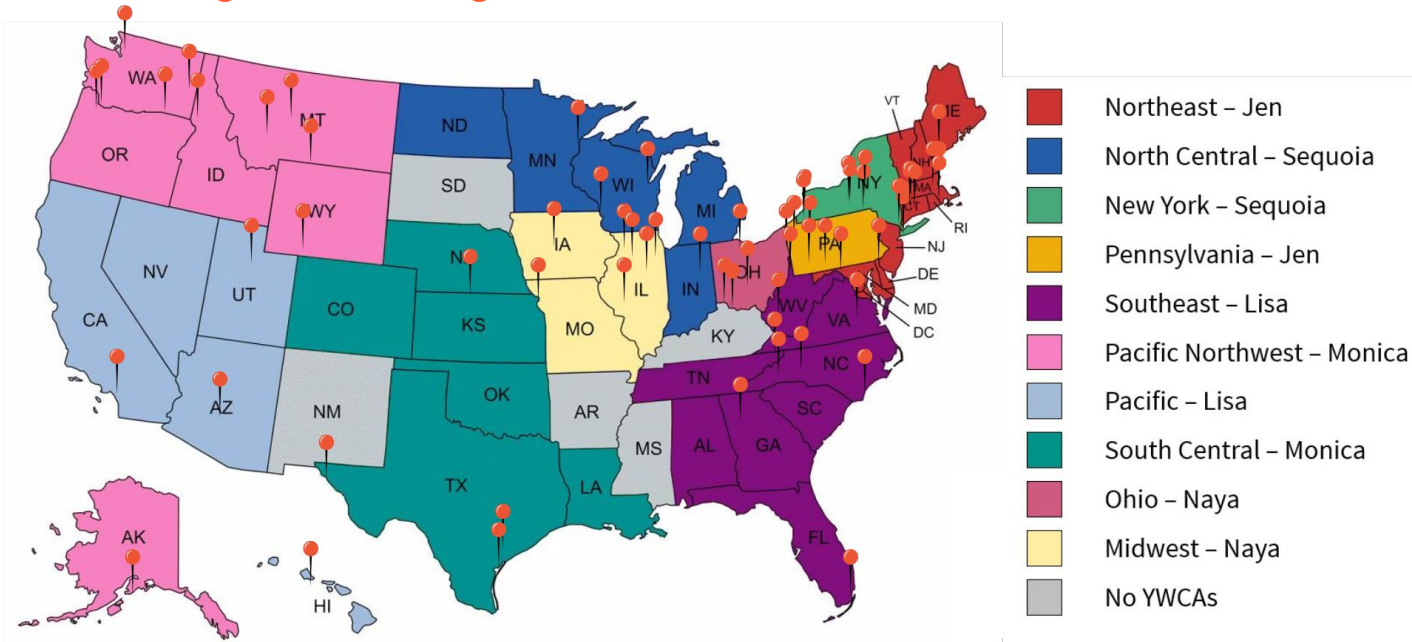 WA
OR
ID
MT
WY
ND
SD
MN
WI
MI
IA
IL
IN
OH
MO
KY
NV
UT
CA
AZ
CO
KS
NM
OK
TX
AR
LA
MS
TN
AL
GA
SC
NC
VA
WV
FL
PA
NY
VT
ME
NH
MA
CT
RI
NJ
DE
MD
DC
AK
HI
Northeast – Jen
North Central – Sequoia
New York – Sequoia
Pennsylvania – Jen
Southeast – Lisa
Pacific Northwest – Monica
Pacific – Lisa
South Central – Monica
Ohio – Naya
Midwest – Naya
No YWCAs